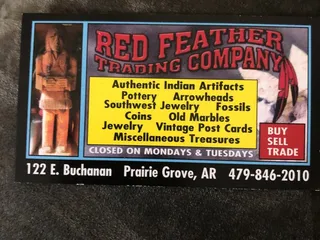 RED FEATHER
TRADING COMPANY
Authentic Indian Artifacts
Pottery Arrowheads
Southwest Jewelry Fossils
Coins Old Marbles
Jewelry Vintage Post Cards
Miscellaneous Treasures
CLOSED ON MONDAYS & TUESDAYS
BUY
SELL
TRADE
122 E. Buchanan Prairie Grove, AR 479-846-2010